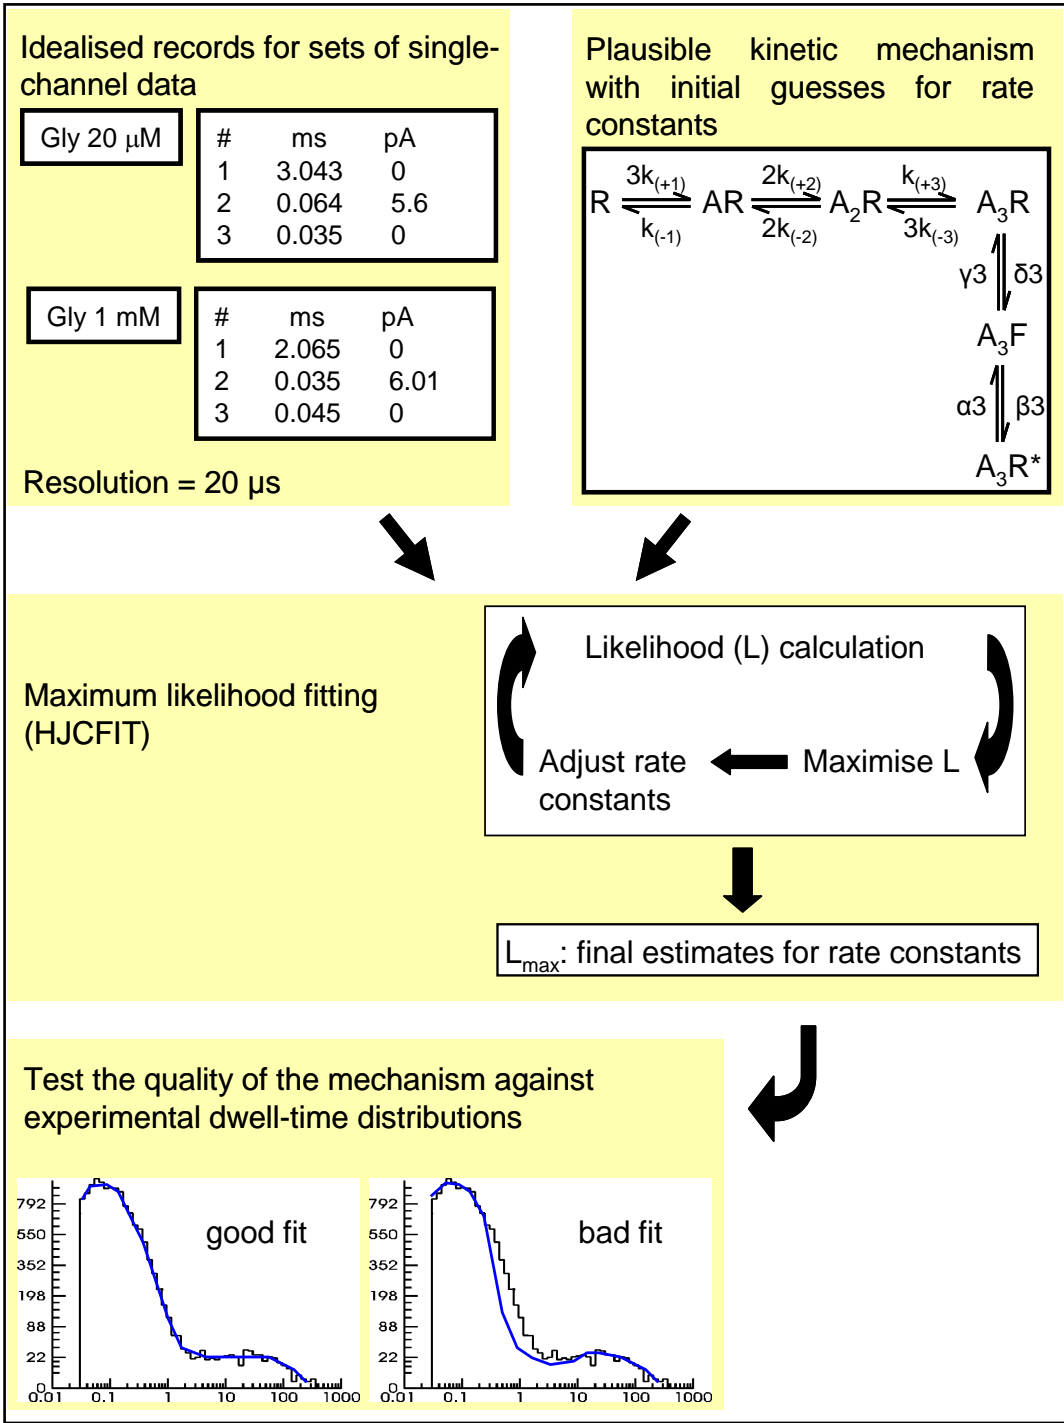 Idealised records for sets of single-
channel data
Gly 20 μM
# ms pA
1 3.043 0
2 0.064 5.6
3 0.035 0
Gly 1 mM
# ms pA
1 2.065 0
2 0.035 6.01
3 0.045 0
Resolution = 20 μs
Plausible kinetic mechanism
with initial guesses for rate
constants
3k(+1) 2k(+2) k(+3)
R AR A2R A3R
k(-1) 2k(-2) 3k(-3)
γ3 δ3
A3F
α3 β3
A3R*
Maximum likelihood fitting
(HJCFIT)
Likelihood (L) calculation
Adjust rate
constants
Maximise L
Lmax: final estimates for rate constants
Test the quality of the mechanism against
experimental dwell-time distributions
good fit
792
550
352
198
88
22
0
0.01 0.1 1 10 100 1000
bad fit
792
550
352
198
88
22
0
0.01 0.1 1 10 100 1000